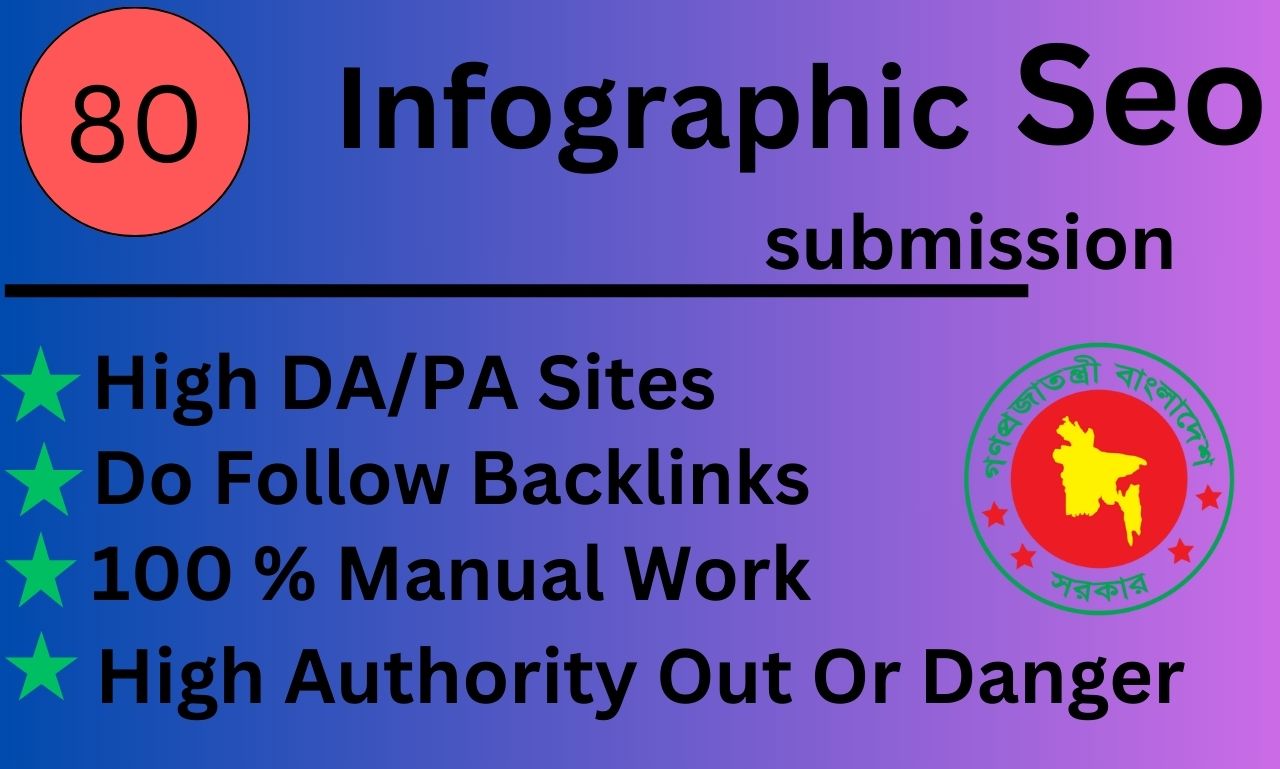 80
Infographic Seo
submission
High DA/PA Sites
Do Follow Backlinks
100 % Manual Work
High Authority Out Or Danger
গণপ্রজাতন্ত্রী বাংলাদেশ
সরকার